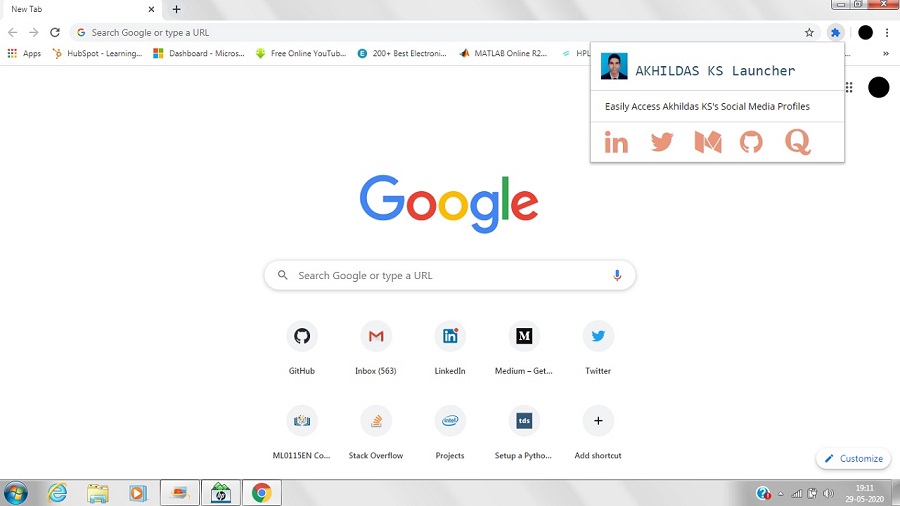 New Tab
Search Google or type a URL
Apps
HubSpot - Learning...
Dashboard - Micros...
Free Online YouTub...
200+ Best Electroni...
MATLAB Online R2...
HPL
AKHILDAS KS Launcher
Easily Access Akhildas KS's Social Media Profiles
in
Q
Google
Search Google or type a URL
GitHub
Inbox (563)
LinkedIn
Medium – Get...
Twitter
tds
ML0115EN Co...
Stack Overflow
Projects
Setup a Pytho...
Add shortcut
Customize
19:11
29-05-2020